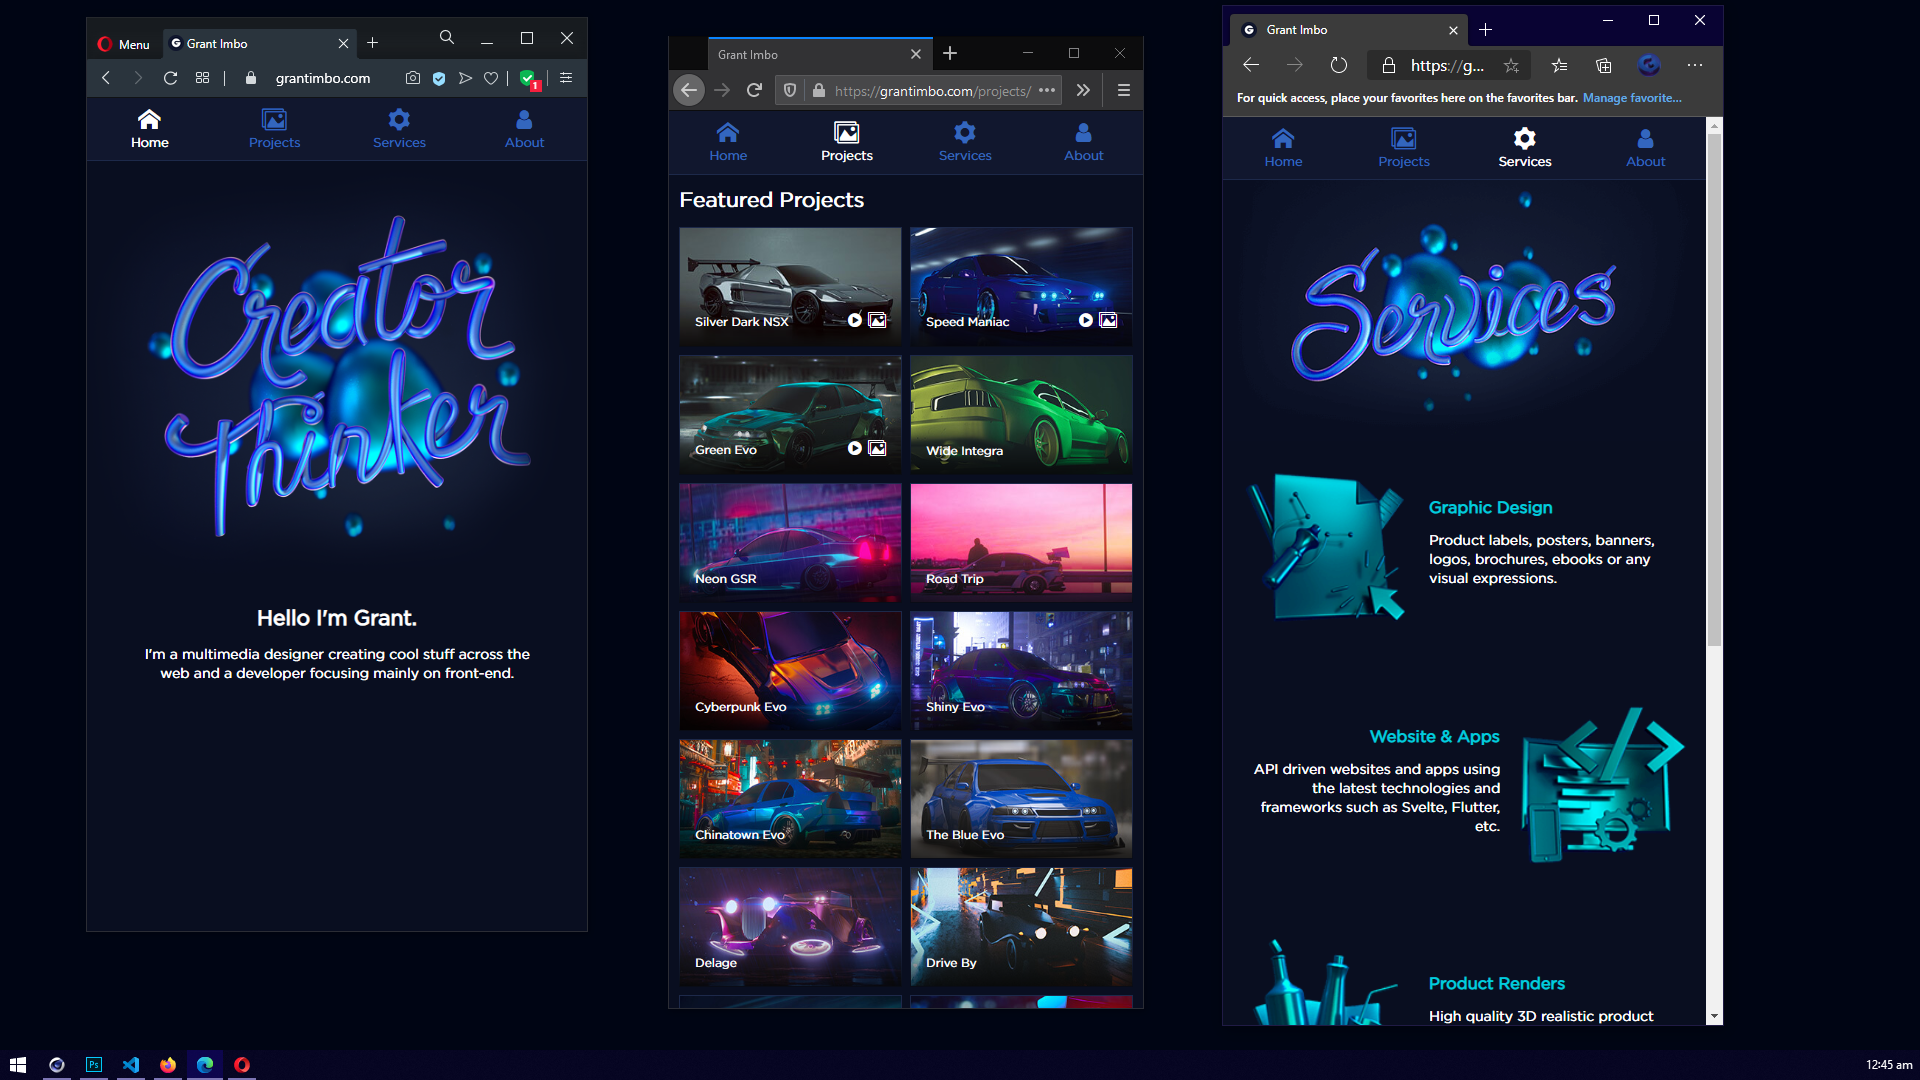 Menu
Grant Imbo
grantimbo.com
1
Home
Projects
Services
About
Creator
Thinker
Hello I'm Grant.
I'm a multimedia designer creating cool stuff across the
web and a developer focusing mainly on front-end.
Grant Imbo
https://grantimbo.com/projects/
Home
Projects
Services
About
Featured Projects
Silver Dark NSX
Speed Maniac
Green Evo
Wide Integra
Neon GSR
Road Trip
Cyberpunk Evo
Shiny Evo
Chinatown Evo
The Blue Evo
Delage
Drive By
Grant Imbo
https://g...
For quick access, place your favorites here on the favorites bar. Manage favorite...
Home
Projects
Services
About
Services
Graphic Design
Product labels, posters, banners,
logos, brochures, ebooks or any
visual expressions.
Website & Apps
API driven websites and apps using
the latest technologies and
frameworks such as Svelte, Flutter,
etc.
Product Renders
High quality 3D realistic product
Ps
12:45 am